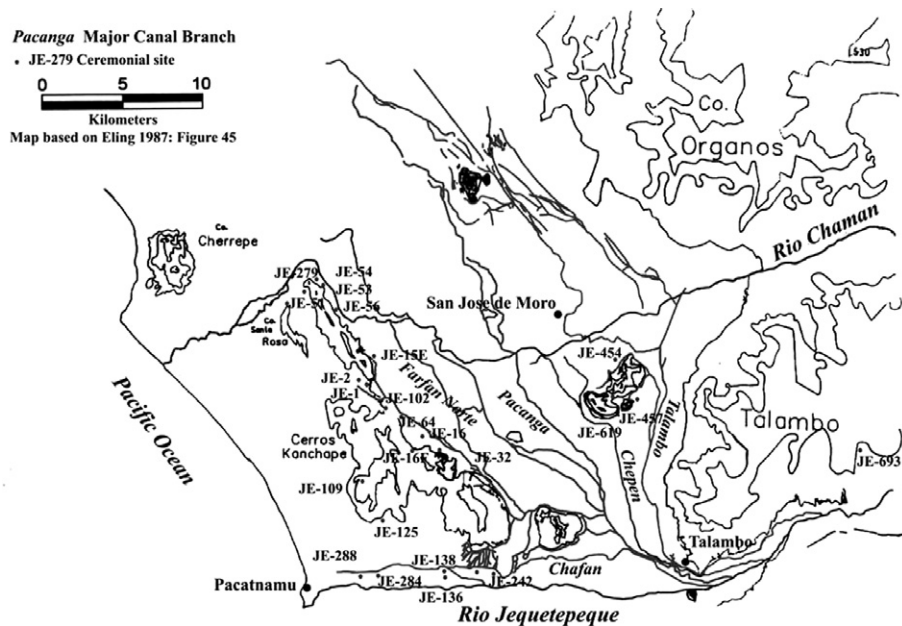 Pacanga Major Canal Branch
• JE-279 Ceremonial site
0 5 10
Kilometers
Map based on Eling 1987: Figure 45
530
Co.
Organos
Rio Chaman
Co.
Cherrepe
JE-279
JE-54
JE-53
JE-51
JE-56
San Jose de Moro
Co.
Santa
Rosa
JE-15E
JE-454
JE-2
JE-1
JE-102
Farfan Norte
Pacanga
JE-457
Talambo
JE-619
Talambo
Pacific Ocean
JE-64
JE-16
Cerros
Kanchape
JE-16E
JE-32
Chepen
JE-693
JE-109
JE-125
Talambo
JE-288
JE-138
Chafan
Pacatnamu
JE-284
JE-242
JE-136
Rio Jequetepeque